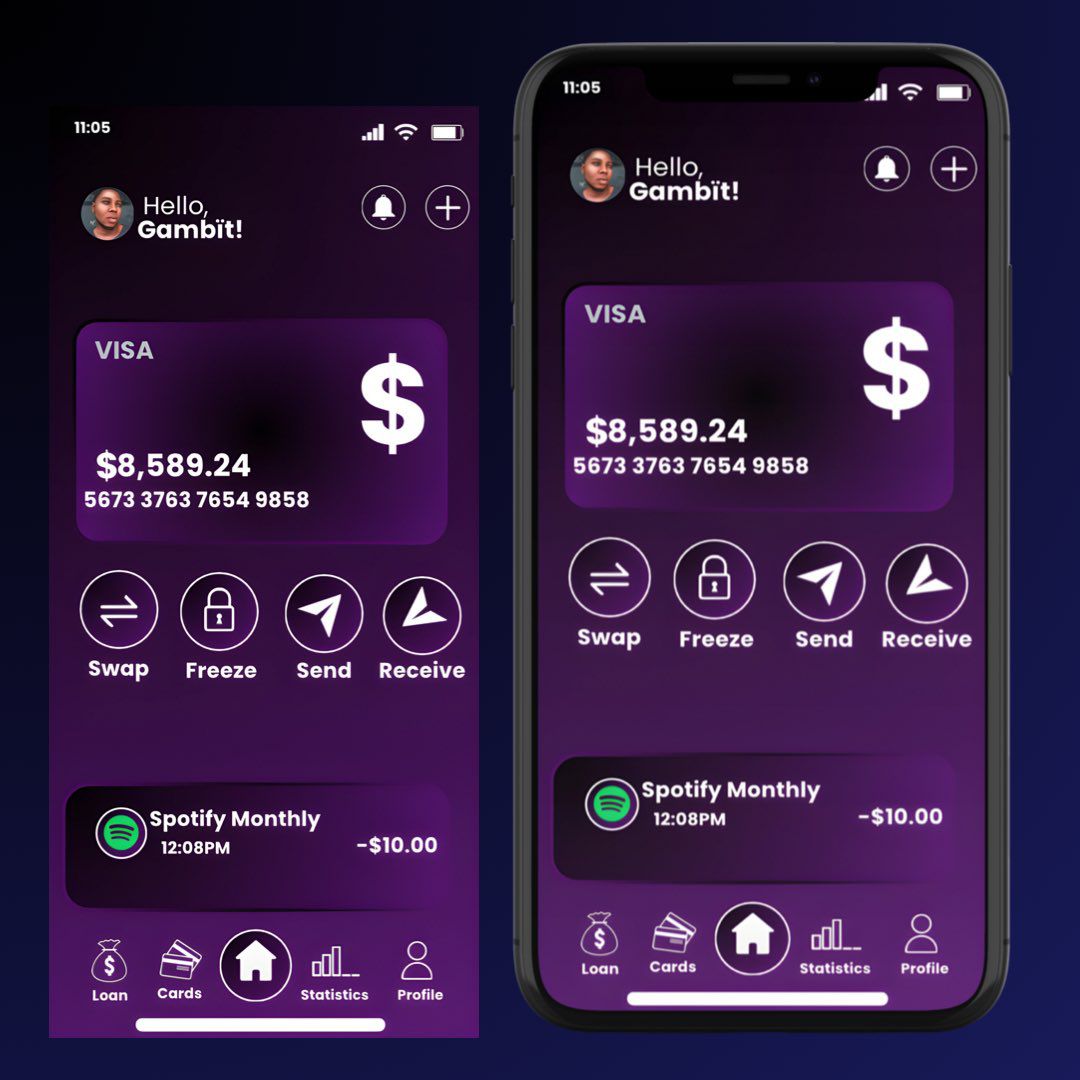 11:05
Hello,
Gambït!
VISA
$
$8,589.24
5673 3763 7654 9858
Swap Freeze Send Receive
Spotify Monthly
12:08PM
-$10.00
$
Loan Cards Statistics Profile
11:05
Hello,
Gambït!
VISA
$
$8,589.24
5673 3763 7654 9858
Swap Freeze Send Receive
Spotify Monthly
12:08PM
-$10.00
$
Loan Cards Statistics Profile